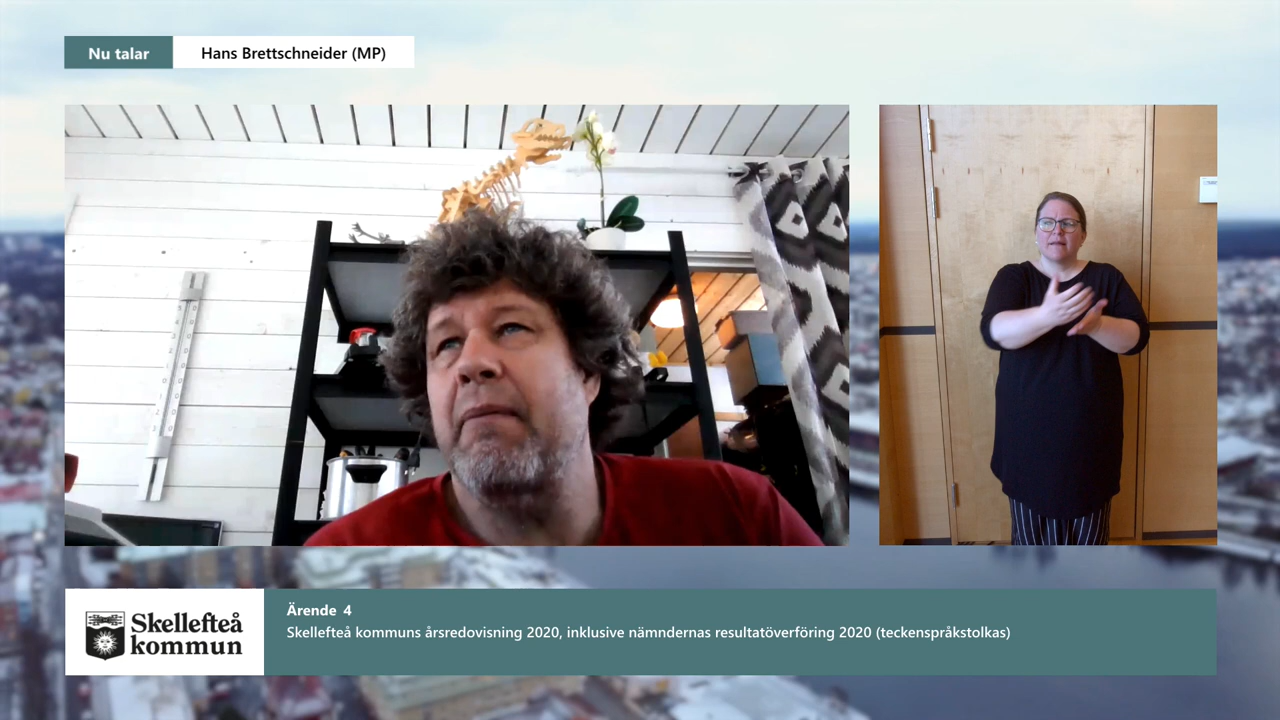 Nu talar
Hans Brettschneider (MP)
Skellefteå
kommun
Ärende 4
Skellefteå kommuns årsredovisning 2020, inklusive nämndernas resultatöverföring 2020 (teckenspråkstolkas)